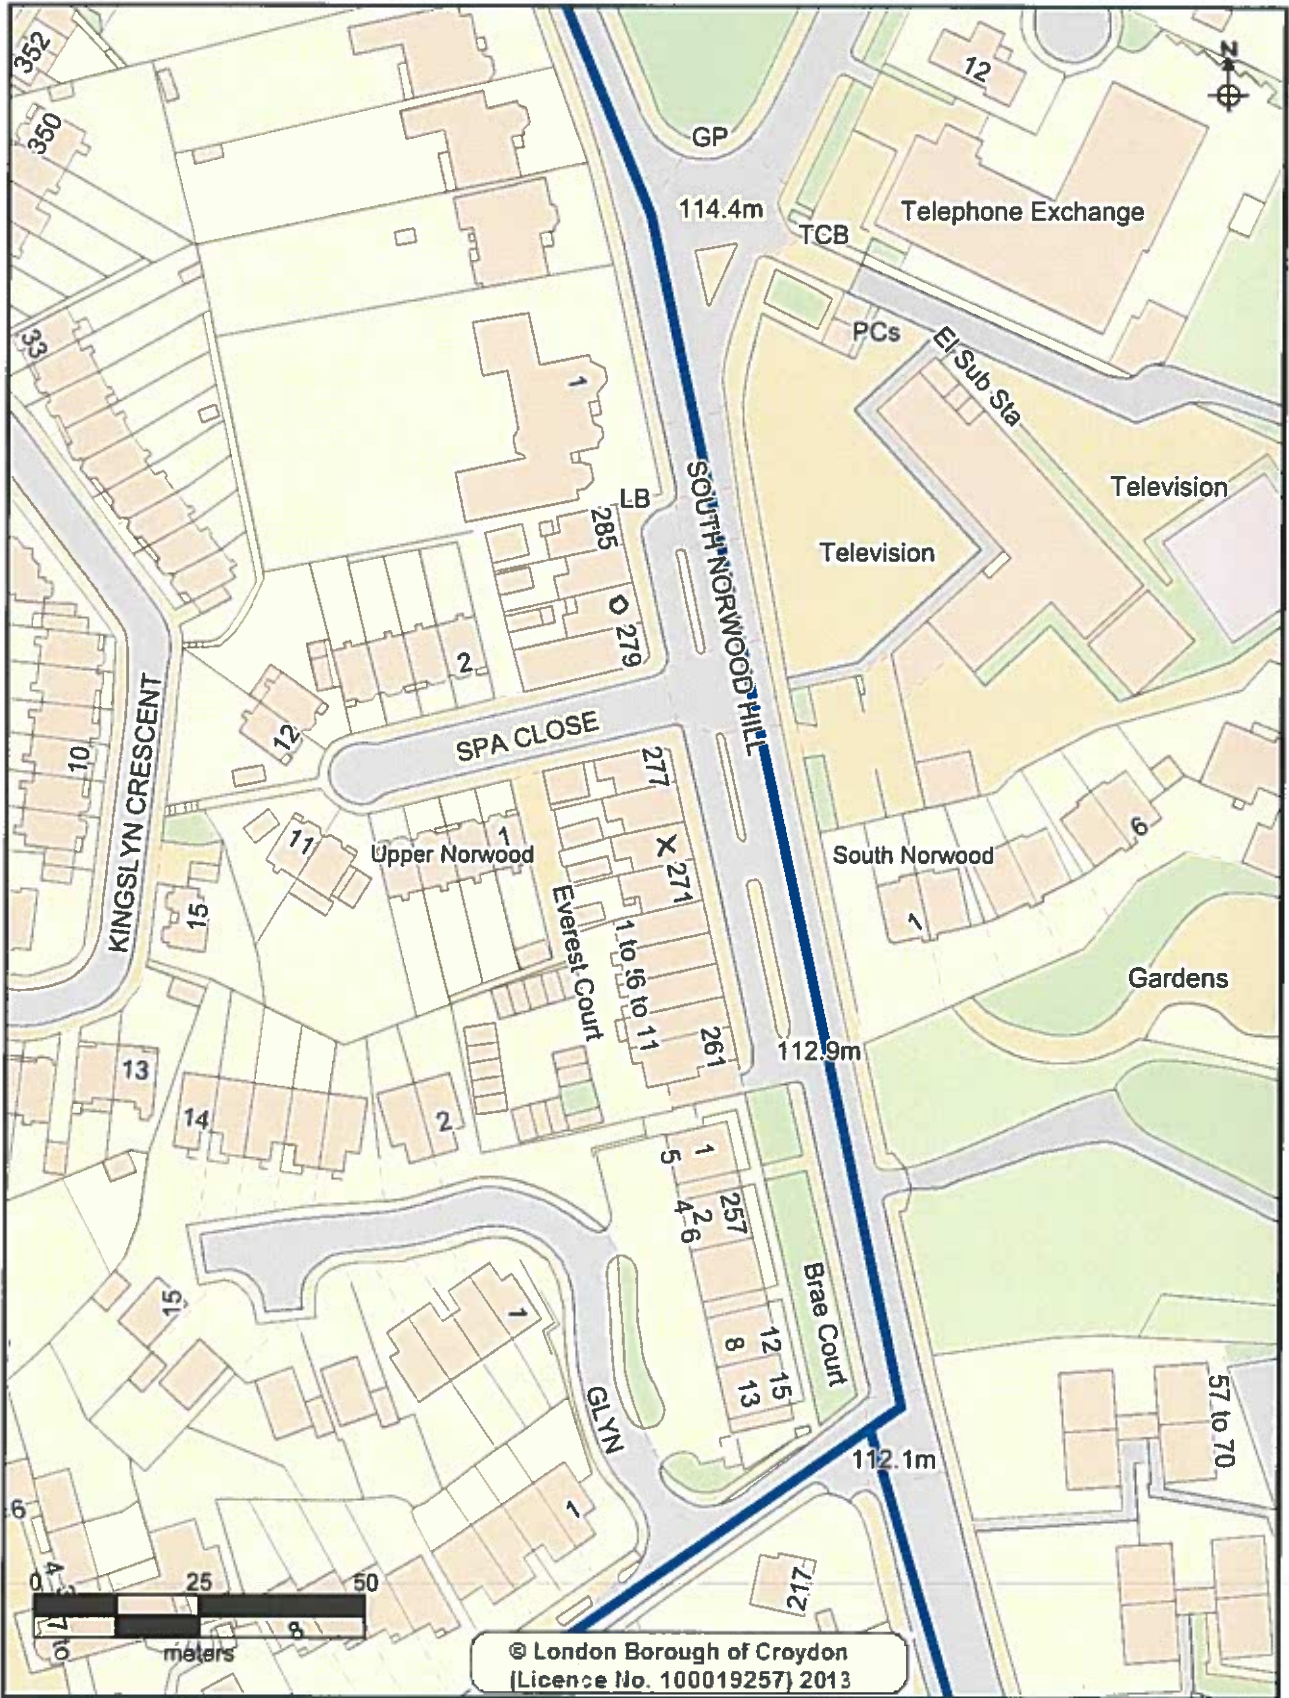 352
12
N
350
GP
114.4m
Telephone Exchange
TCB
PCs
El Sub Sta
33
1
LB
285
SOUTH NORWOOD HILL
Television
Television
O
279
2
12
10
KINGSLYN CRESCENT
SPA CLOSE
277
11
1
Upper Norwood
X
271
South Norwood
6
15
1
Everest Court
1 to
6 to 11
Gardens
261
112.9m
13
14
2
1
5
257
2
4-6
Brae Court
15
1
12
8
15
13
57 to 70
GLYN
112.1m
1
217
0 25 50
8
meters
© London Borough of Croydon
(Licence No. 100019257) 2013